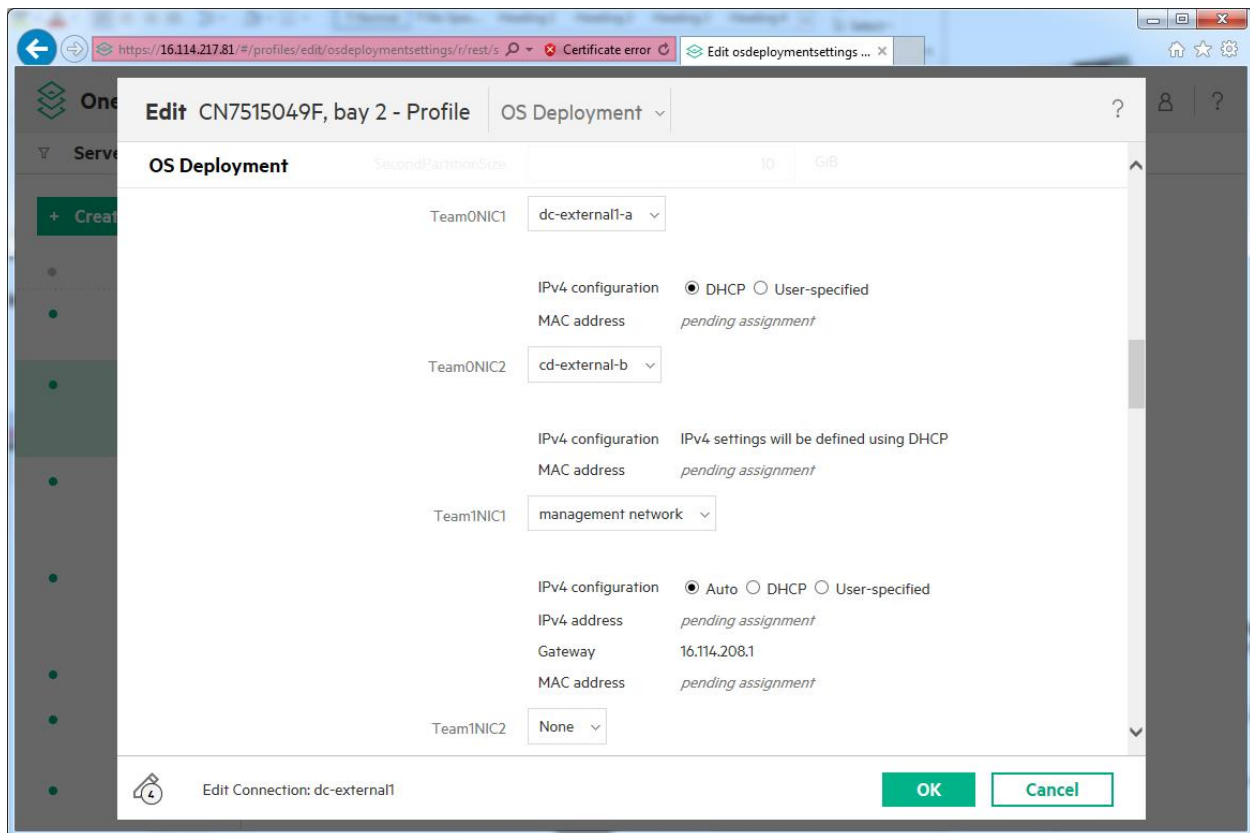 https://16.114.217.81/#/profiles/edit/osdeploymentsettings/r/rest/s Certificate error Edit osdeploymentsettings ...
One
Edit CN7515049F, bay 2 - Profile OS Deployment ?
?
Serve
OS Deployment SecondPartitionSize 10 GiB
+ Creat
Team0NIC1 dc-external1-a
IPv4 configuration DHCP User-specified
MAC address pending assignment
Team0NIC2 cd-external-b
IPv4 configuration IPv4 settings will be defined using DHCP
MAC address pending assignment
Team1NIC1 management network
IPv4 configuration Auto DHCP User-specified
IPv4 address pending assignment
Gateway 16.114.208.1
MAC address pending assignment
Team1NIC2 None
4 Edit Connection: dc-external1 OK Cancel